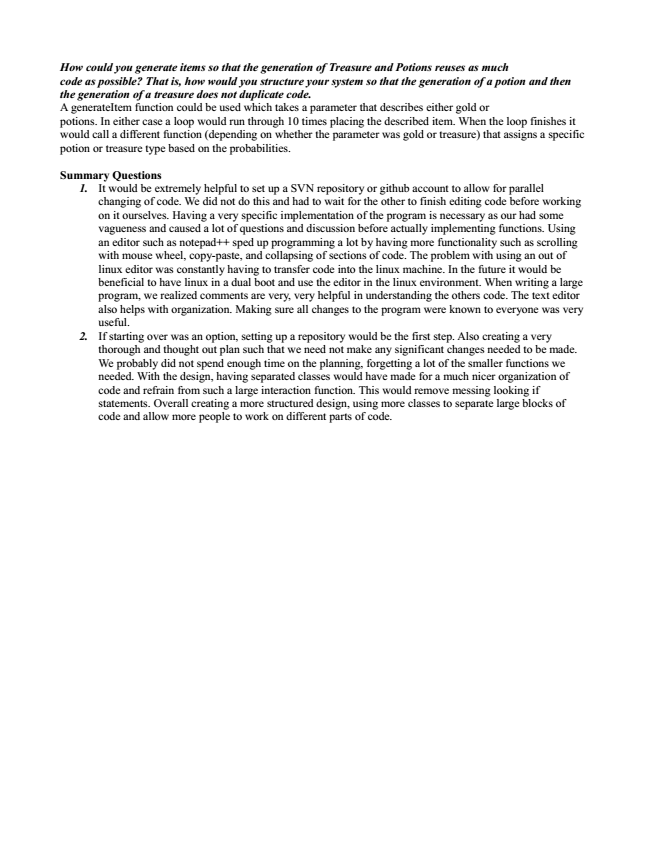 How could you generate items so that the generation of Treasure and Potions reuses as much
code as possible? That is, how would you structure your system so that the generation of a potion and then
the generation of a treasure does not duplicate code.
A generateItem function could be used which takes a parameter that describes either gold or
potions. In either case a loop would run through 10 times placing the described item. When the loop finishes it
would call a different function (depending on whether the parameter was gold or treasure) that assigns a specific
potion or treasure type based on the probabilities.
Summary Questions
1. It would be extremely helpful to set up a SVN repository or github account to allow for parallel
changing of code. We did not do this and had to wait for the other to finish editing code before working
on it ourselves. Having a very specific implementation of the program is necessary as our had some
vagueness and caused a lot of questions and discussion before actually implementing functions. Using
an editor such as notepad++ sped up programming a lot by having more functionality such as scrolling
with mouse wheel, copy-paste, and collapsing of sections of code. The problem with using an out of
linux editor was constantly having to transfer code into the linux machine. In the future it would be
beneficial to have linux in a dual boot and use the editor in the linux environment. When writing a large
program, we realized comments are very, very helpful in understanding the others code. The text editor
also helps with organization. Making sure all changes to the program were known to everyone was very
useful.
2. If starting over was an option, setting up a repository would be the first step. Also creating a very
thorough and thought out plan such that we need not make any significant changes needed to be made.
We probably did not spend enough time on the planning, forgetting a lot of the smaller functions we
needed. With the design, having separated classes would have made for a much nicer organization of
code and refrain from such a large interaction function. This would remove messing looking if
statements. Overall creating a more structured design, using more classes to separate large blocks of
code and allow more people to work on different parts of code.